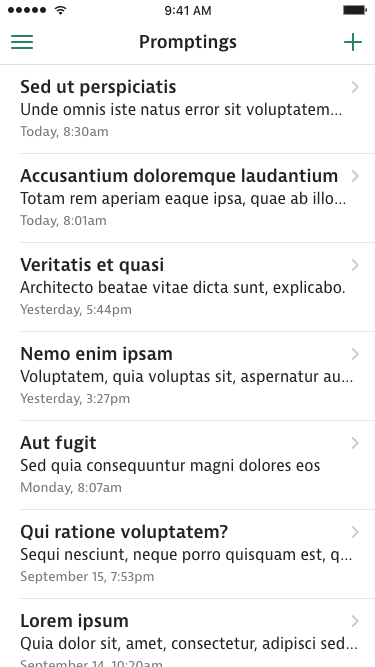 9:41 AM
Promptings
Sed ut perspiciatis
Unde omnis iste natus error sit voluptatem...
Today, 8:30am
Accusantium doloremque laudantium
Totam rem aperiam eaque ipsa, quae ab illo...
Today, 8:01am
Veritatis et quasi
Architecto beatae vitae dicta sunt, explicabo.
Yesterday, 5:44pm
Nemo enim ipsam
Voluptatem, quia voluptas sit, aspernatur au...
Yesterday, 3:27pm
Aut fugit
Sed quia consequuntur magni dolores eos
Monday, 8:07am
Qui ratione voluptatem?
Sequi nesciunt, neque porro quisquam est, q...
September 15, 7:53pm
Lorem ipsum
Quia dolor sit, amet, consectetur, adipisci sed...
September 14, 10:20am